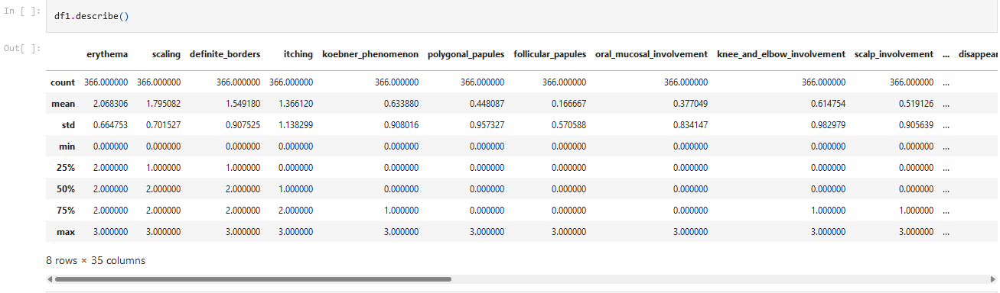 In [ ]:
df1.describe()
Out[ ]:
erythema scaling definite_borders itching koebner_phenomenon polygonal_papules follicular_papules oral_mucosal_involvement knee_and_elbow_involvement scalp_involvement ... disappear
count 366.000000 366.000000 366.000000 366.000000 366.000000 366.000000 366.000000 366.000000 366.000000 366.000000 ...
mean 2.068306 1.795082 1.549180 1.366120 0.633880 0.448087 0.166667 0.377049 0.614754 0.519126 ...
std 0.664753 0.701527 0.907525 1.138299 0.908016 0.957327 0.570588 0.834147 0.982979 0.905639 ...
min 0.000000 0.000000 0.000000 0.000000 0.000000 0.000000 0.000000 0.000000 0.000000 0.000000 ...
25% 2.000000 1.000000 1.000000 0.000000 0.000000 0.000000 0.000000 0.000000 0.000000 0.000000 ...
50% 2.000000 2.000000 2.000000 1.000000 0.000000 0.000000 0.000000 0.000000 0.000000 0.000000 ...
75% 2.000000 2.000000 2.000000 2.000000 1.000000 0.000000 0.000000 0.000000 1.000000 1.000000 ...
max 3.000000 3.000000 3.000000 3.000000 3.000000 3.000000 3.000000 3.000000 3.000000 3.000000 ...
8 rows × 35 columns